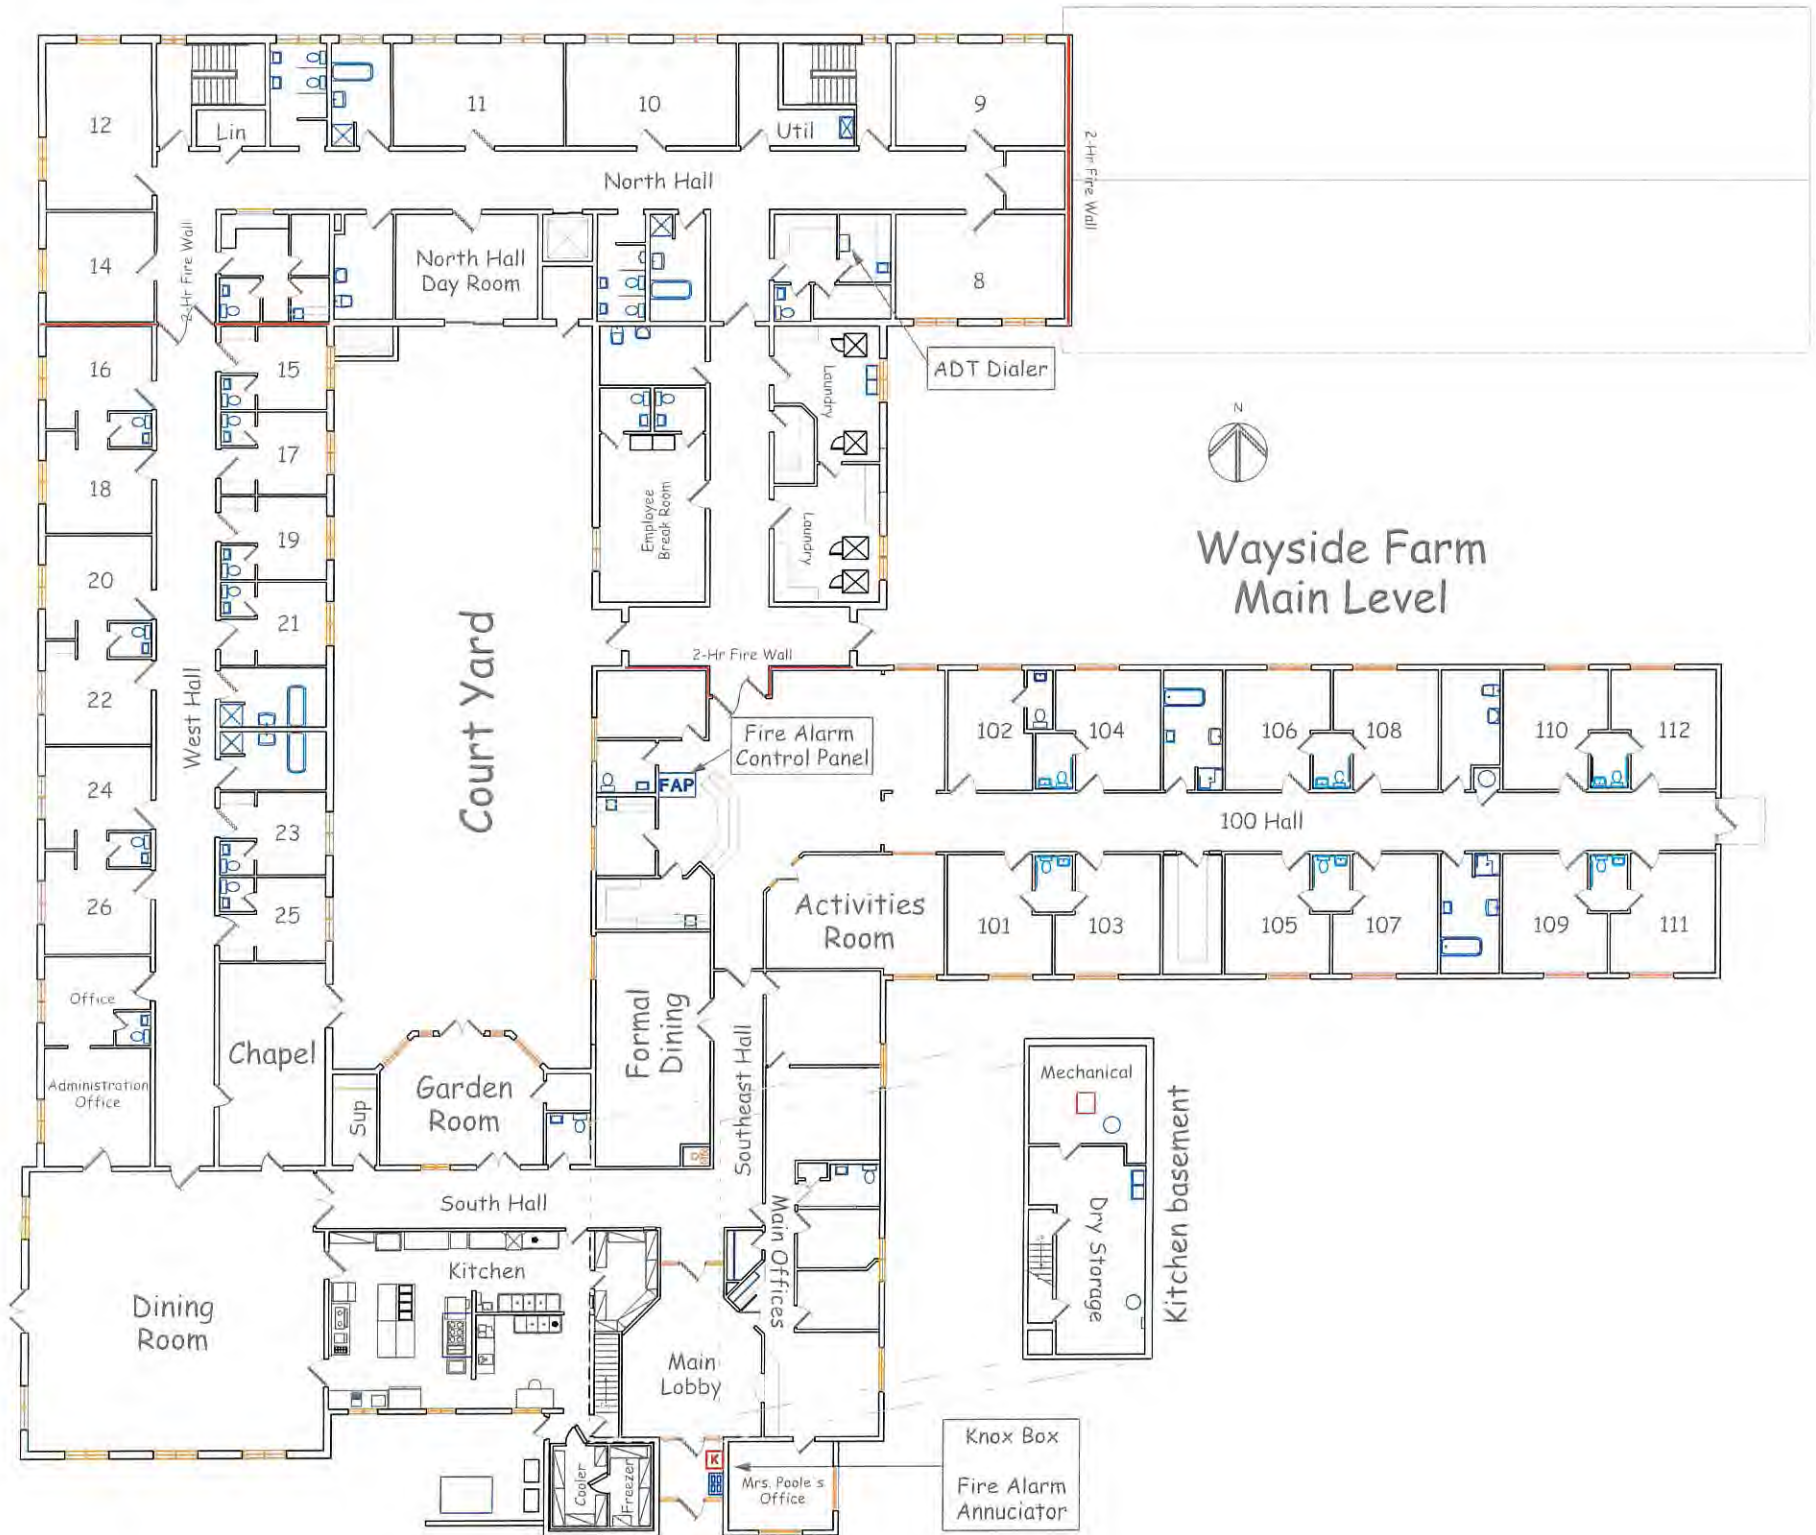 12
Lin
11
10
Util
9
2-Hr Fire Wall
North Hall
14
2-Hr Fire Wall
North Hall
Day Room
8
16
15
ADT Dialer
Laundry
N
17
18
Employee
Break Room
Laundry
19
Wayside Farm
Main Level
20
21
Court Yard
2-Hr Fire Wall
22
West Hall
Fire Alarm
Control Panel
102
104
106
108
110
112
FAP
24
23
100 Hall
26
25
Activities
Room
101
103
105
107
109
111
Office
Formal
Dining
Southeast Hall
Chapel
Administration
Office
Sup
Garden
Room
Mechanical
Kitchen basement
South Hall
Main Offices
Dry Storage
Kitchen
Dining
Room
Main
Lobby
Knox Box
K
Cooler
Freezer
Mrs. Poole's
Office
Fire Alarm
Annuciator